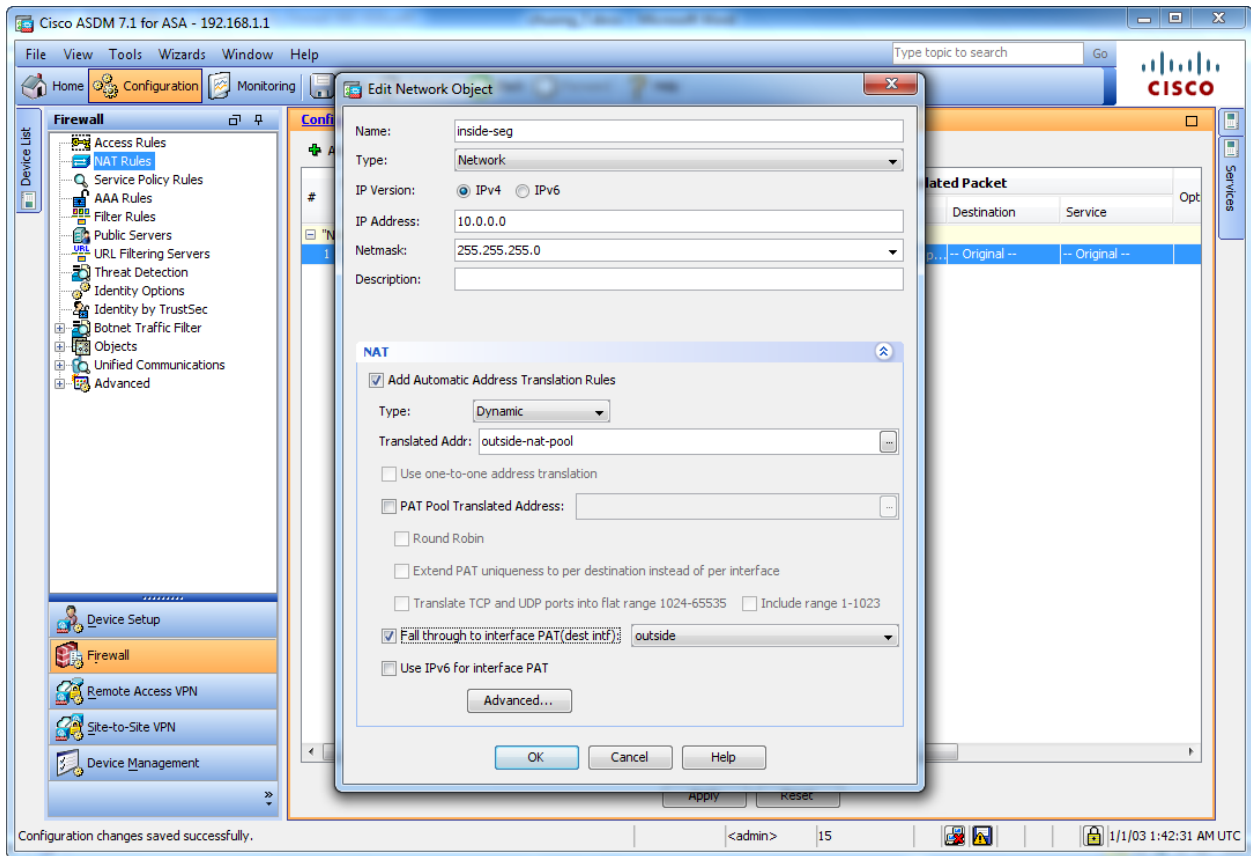 Cisco ASDM 7.1 for ASA - 192.168.1.1
File View Tools Wizards Window Help
Type topic to search Go
Home Configuration Monitoring
CISCO
Device List
Firewall
Access Rules
NAT Rules
Service Policy Rules
AAA Rules
Filter Rules
Public Servers
URL Filtering Servers
Threat Detection
Identity Options
Identity by TrustSec
Botnet Traffic Filter
Objects
Unified Communications
Advanced
Device Setup
Firewall
Remote Access VPN
Site-to-Site VPN
Device Management
Confi
A
#
"N
1
Edit Network Object
Name: inside-seg
Type: Network
IP Version: IPv4 IPv6
IP Address: 10.0.0.0
Netmask: 255.255.255.0
Description:
NAT
Add Automatic Address Translation Rules
Type: Dynamic
Translated Addr: outside-nat-pool ...
Use one-to-one address translation
PAT Pool Translated Address: ...
Round Robin
Extend PAT uniqueness to per destination instead of per interface
Translate TCP and UDP ports into flat range 1024-65535 Include range 1-1023
Fall through to interface PAT(dest intf): outside
Use IPv6 for interface PAT
Advanced...
OK Cancel Help
lated Packet
Destination Service Opt
p... -- Original -- -- Original --
Services
Apply Reset
Configuration changes saved successfully.
<admin> 15 1/1/03 1:42:31 AM UTC